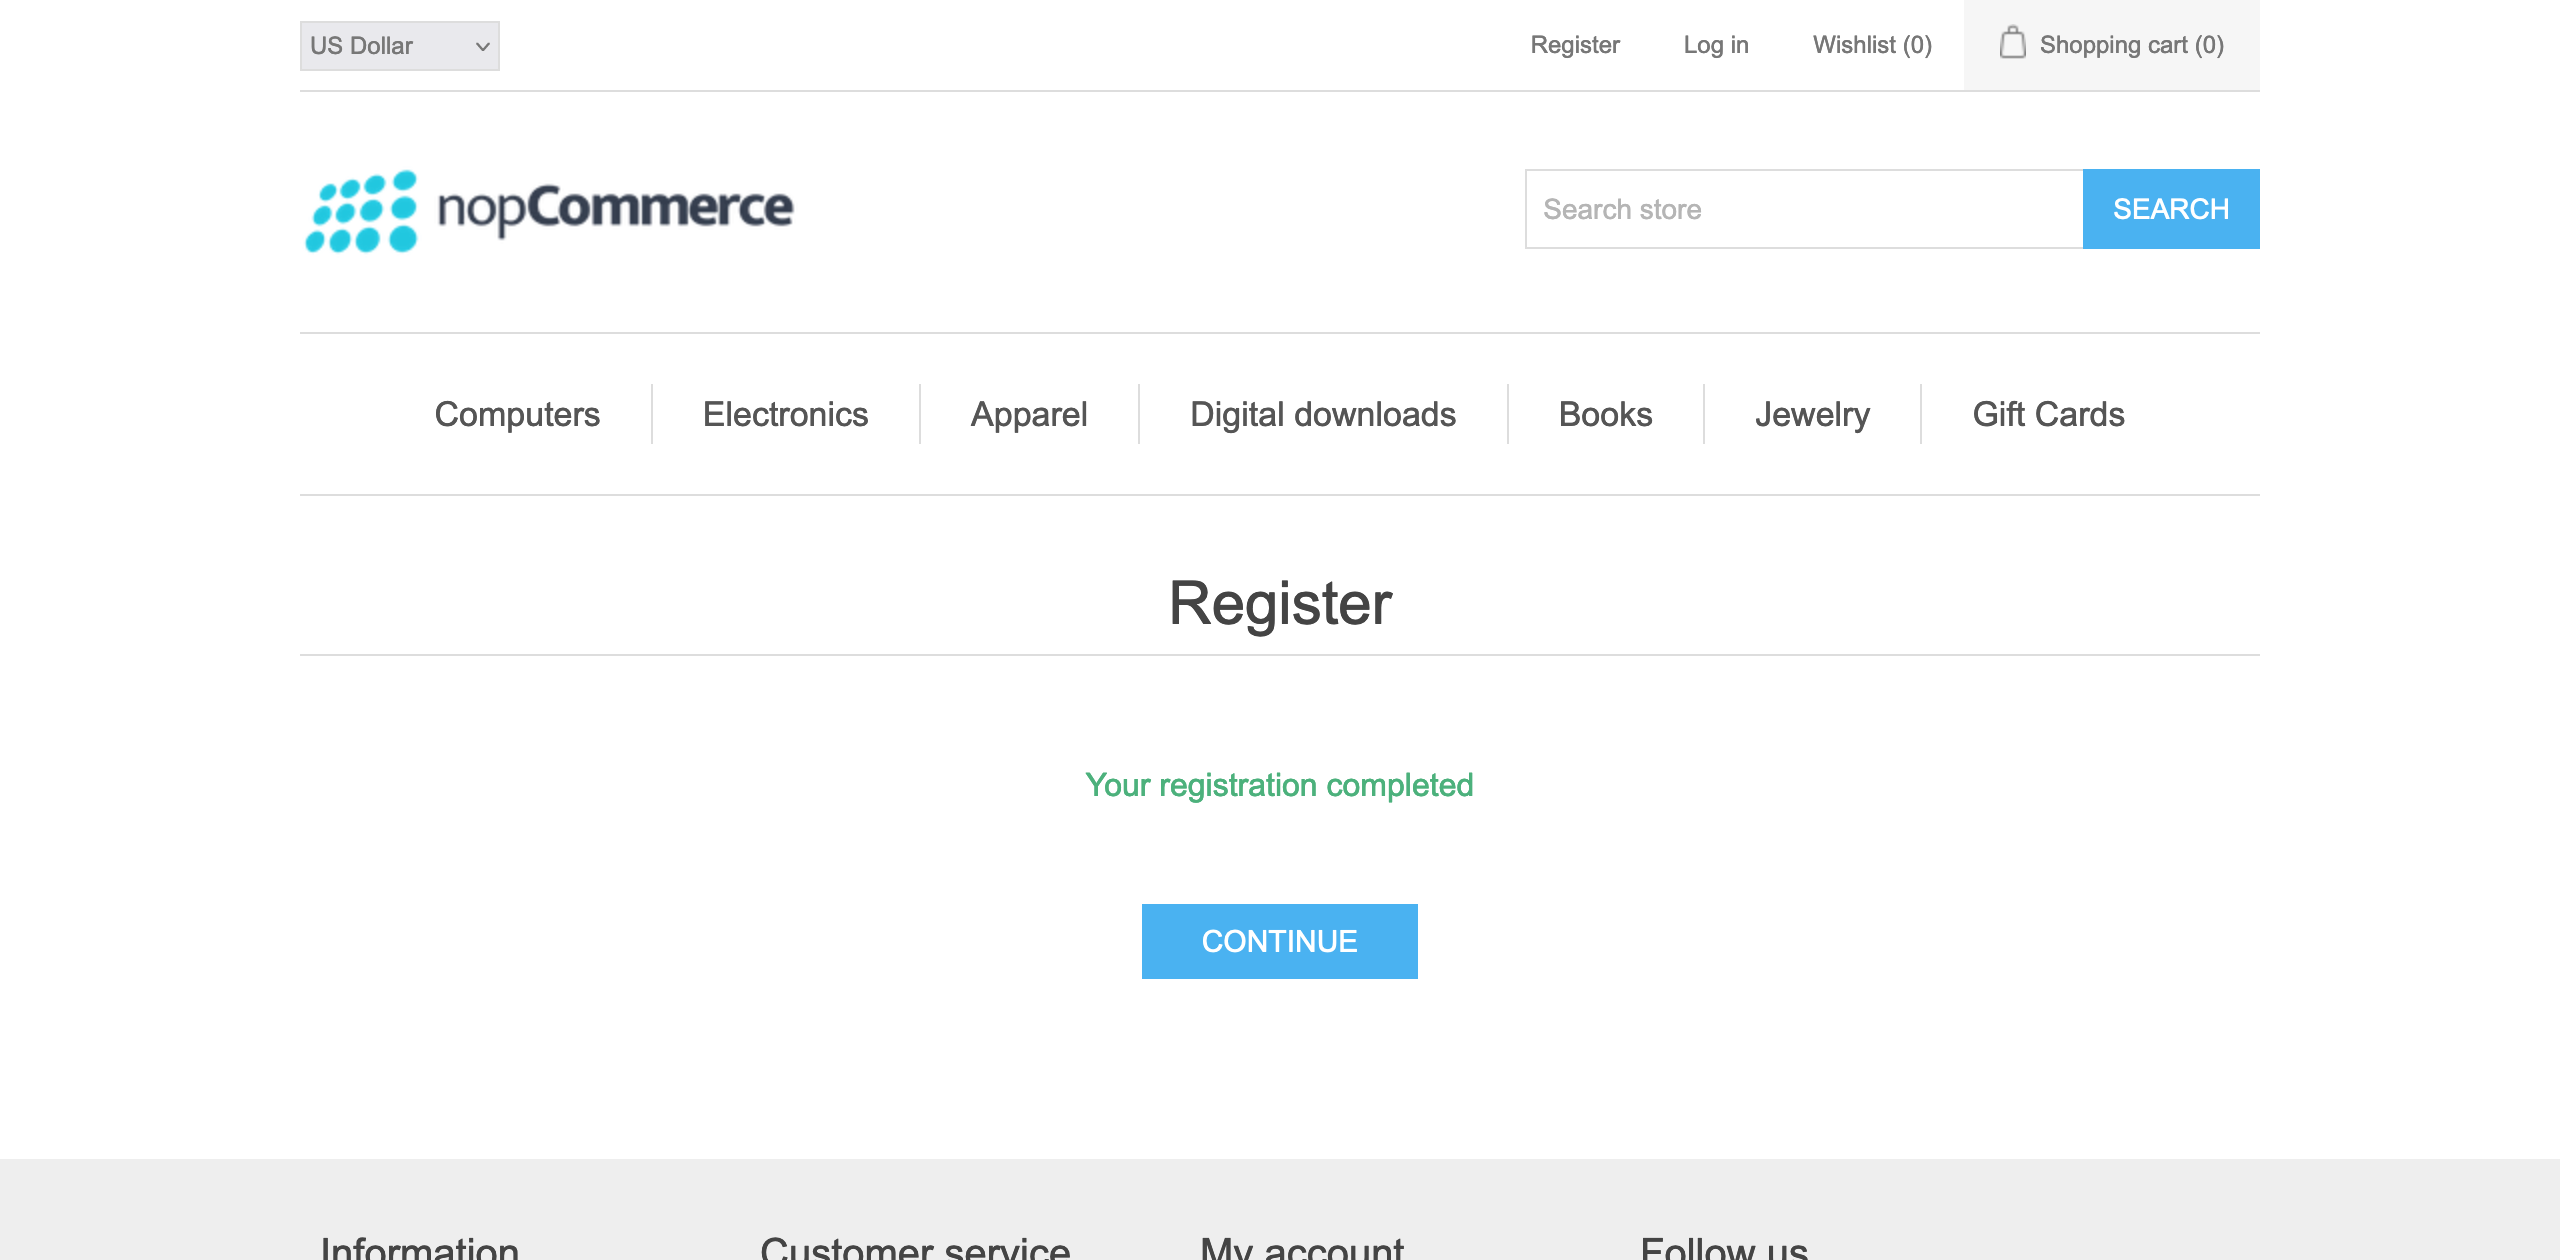 US Dollar
Register
Log in
Wishlist (0)
Shopping cart (0)
nopCommerce
Search store
SEARCH
Computers
Electronics
Apparel
Digital downloads
Books
Jewelry
Gift Cards
Register
Your registration completed
CONTINUE
Information
Customer service
My account
Follow us